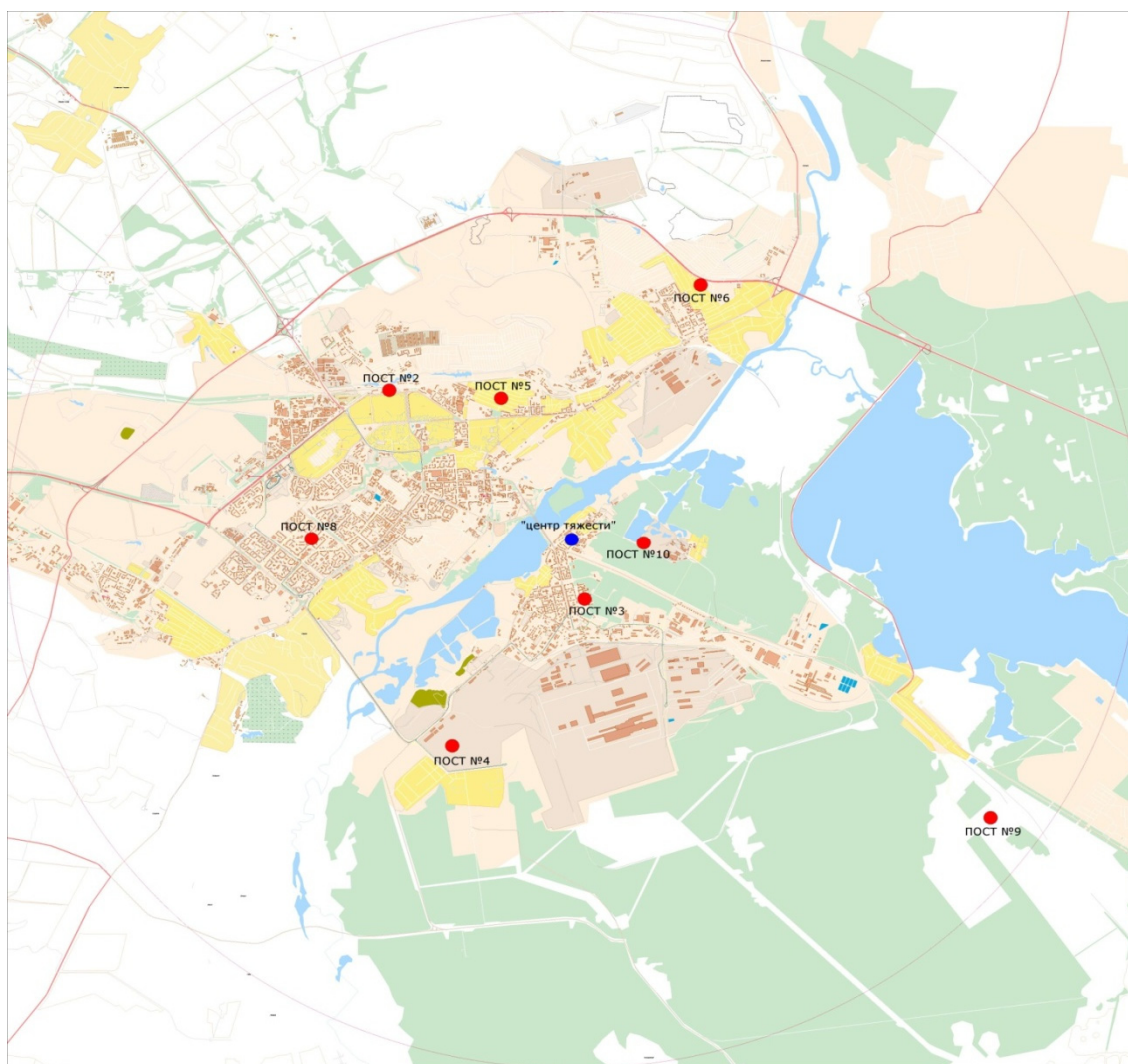 ПОСТ №6
ПОСТ №2
ПОСТ №5
ПОСТ №8
"центр тяжести"
ПОСТ №10
ПОСТ №3
ПОСТ №4
ПОСТ №9